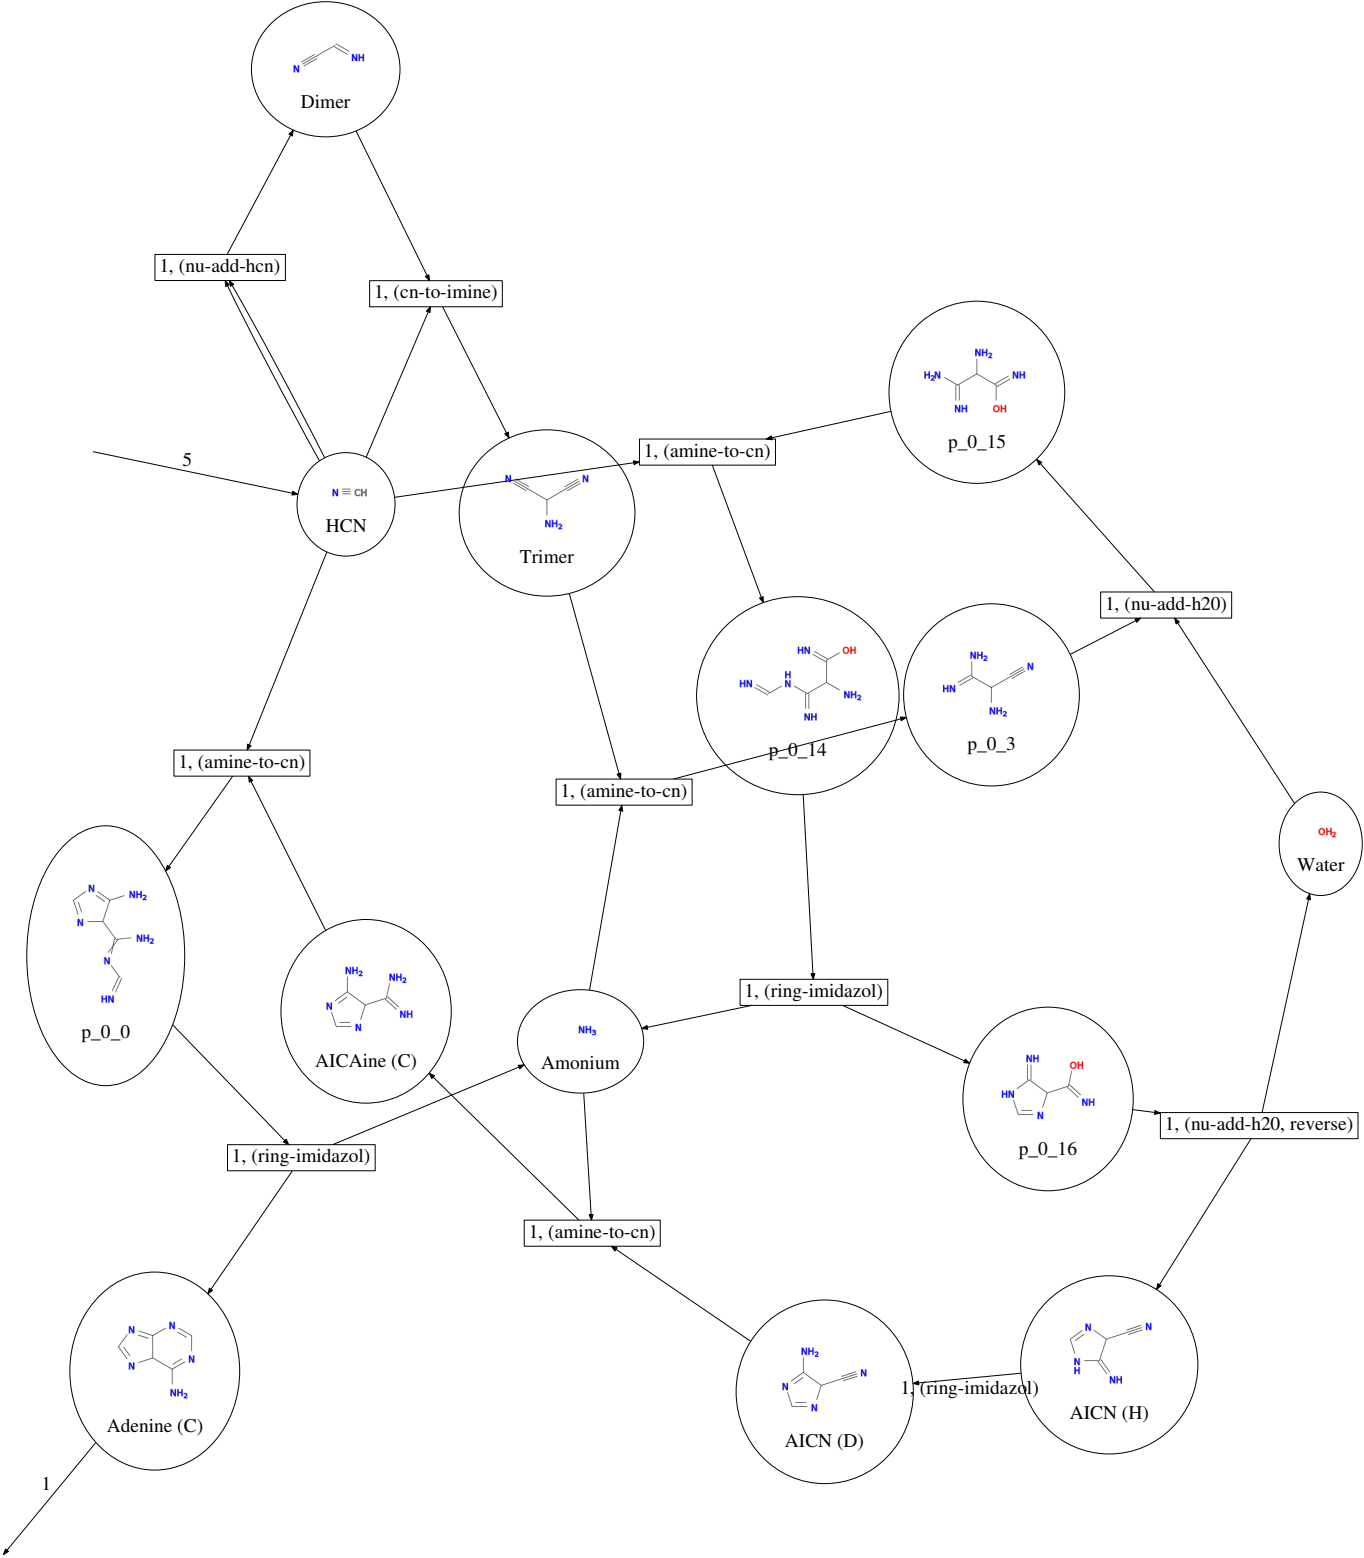 N
NH
Dimer
1, (nu-add-hcn)
1, (cn-to-imine)
NH2
H2N
NH
NH
OH
p_0_15
1, (amine-to-cn)
5
N
CH
HCN
N
N
NH2
Trimer
1, (nu-add-h20)
HN
OH
H
N
HN
NH2
NH
p_0_14
NH2
N
HN
NH2
p_0_3
1, (amine-to-cn)
1, (amine-to-cn)
OH2
Water
N
NH2
N
NH2
N
HN
p_0_0
NH2
NH2
N
NH
N
AICAine (C)
1, (ring-imidazol)
NH3
Amonium
NH
OH
HN
NH
N
p_0_16
1, (nu-add-h20, reverse)
1, (ring-imidazol)
1, (amine-to-cn)
N
N
N
N
NH2
Adenine (C)
NH2
N
N
N
AICN (D)
1, (ring-imidazol)
N
N
N
H
NH
AICN (H)
1